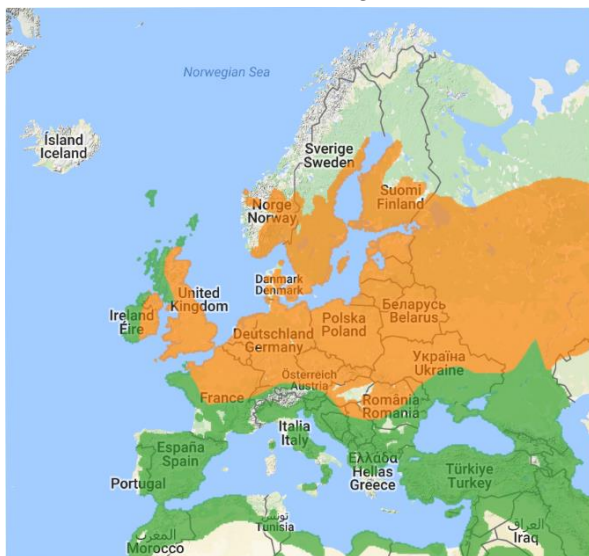 Norwegian Sea
Ísland
Iceland
Sverige
Sweden
Suomi
Finland
Norge
Norway
Danmark
Denmark
United
Kingdom
Ireland
Éire
Беларусь
Belarus
Polska
Poland
Deutschland
Germany
Україна
Ukraine
Österreich
Austria
France
România
Romania
Italia
Italy
España
Spain
Ελλάδα
Hellas
Greece
Portugal
Türkiye
Turkey
تونس
Tunisia
العراق
Iraq
المغرب
Morocco